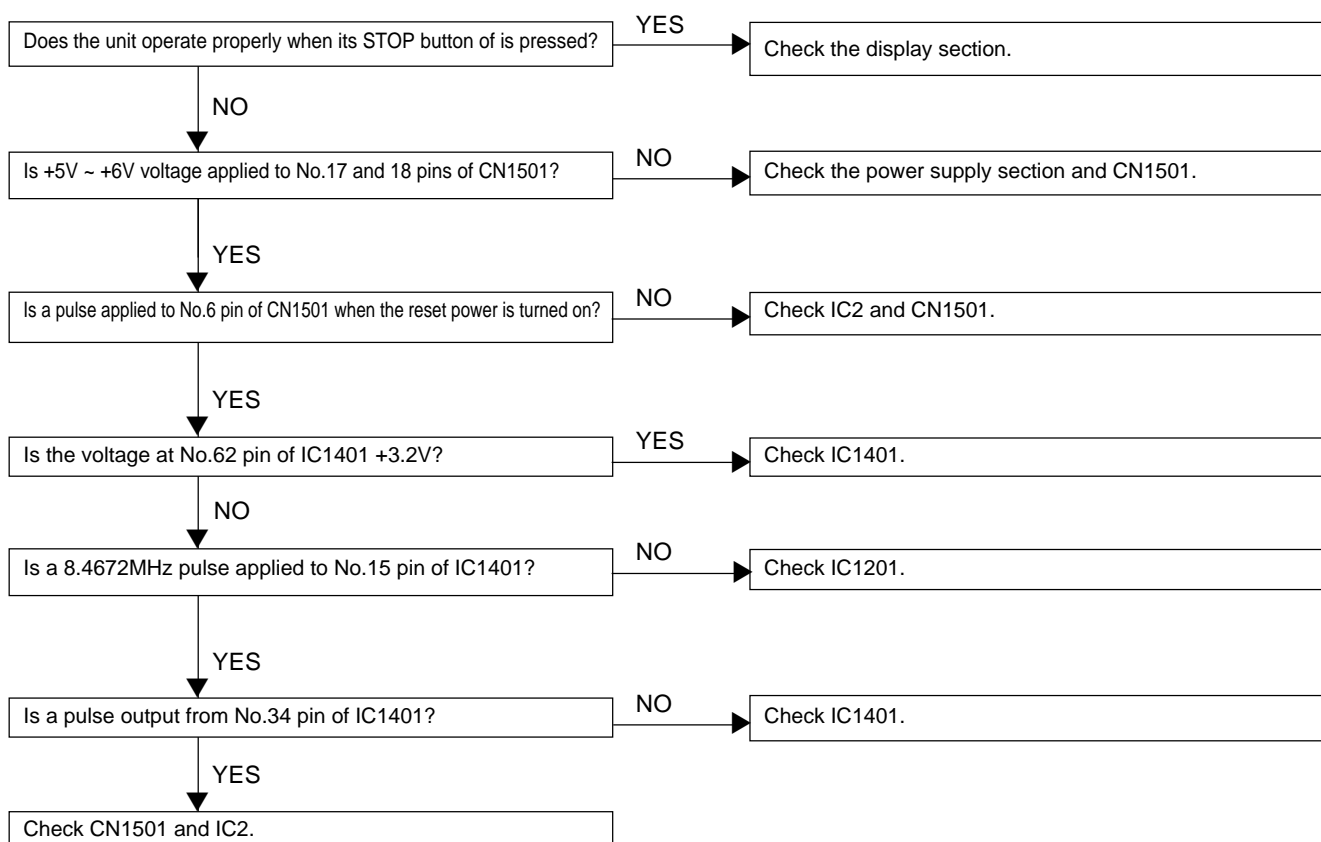 Does the unit operate properly when its STOP button of is pressed?
YES
Check the display section.
NO
Is +5V ~ +6V voltage applied to No.17 and 18 pins of CN1501?
NO
Check the power supply section and CN1501.
YES
Is a pulse applied to No.6 pin of CN1501 when the reset power is turned on?
NO
Check IC2 and CN1501.
YES
Is the voltage at No.62 pin of IC1401 +3.2V?
YES
Check IC1401.
NO
Is a 8.4672MHz pulse applied to No.15 pin of IC1401?
NO
Check IC1201.
YES
Is a pulse output from No.34 pin of IC1401?
NO
Check IC1401.
YES
Check CN1501 and IC2.